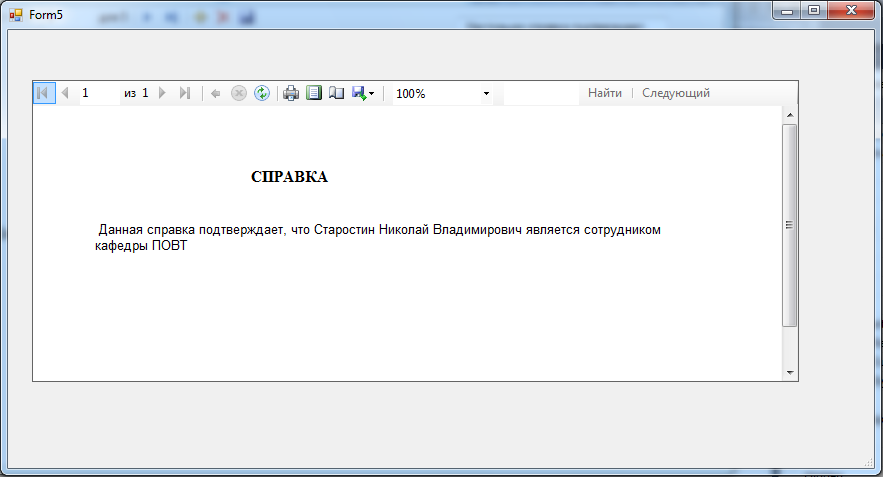 Form5
1 из 1 100% Найти Следующий
СПРАВКА
Данная справка подтверждает, что Старостин Николай Владимирович является сотрудником
кафедры ПОВТ